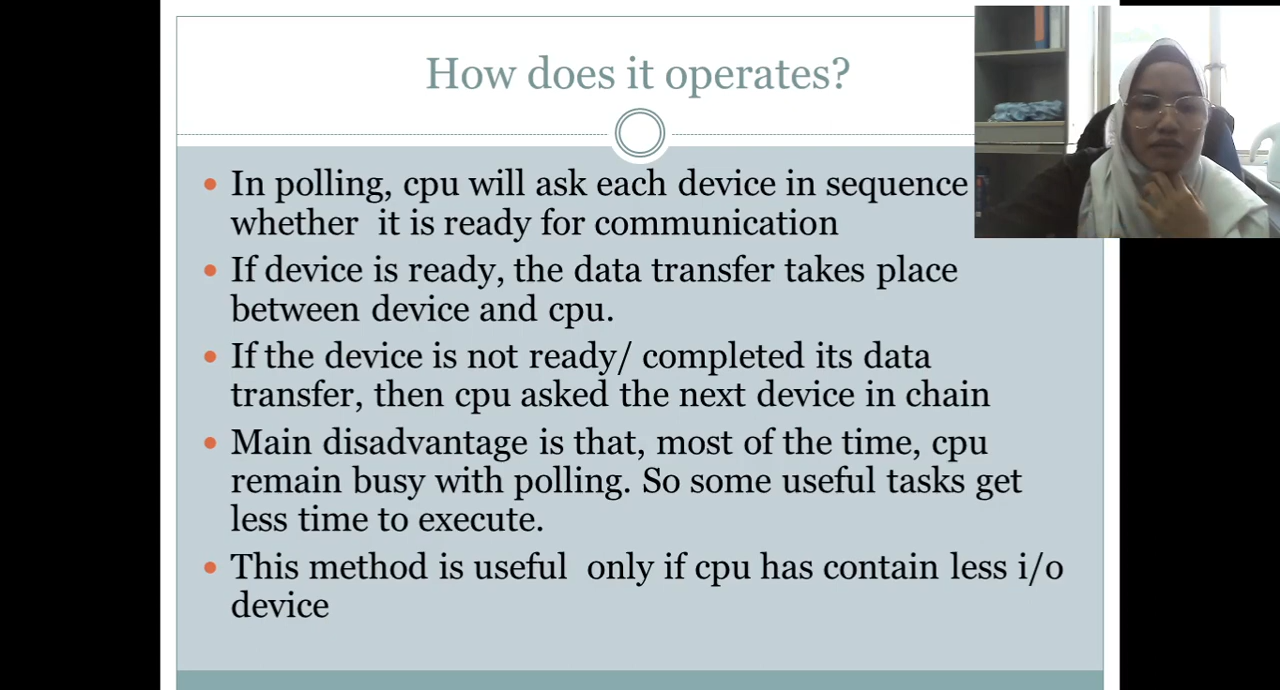 How does it operates?
In polling, cpu will ask each device in sequence
whether  it is ready for communication
If device is ready, the data transfer takes place
between device and cpu.
If the device is not ready/ completed its data
transfer, then cpu asked the next device in chain
Main disadvantage is that, most of the time, cpu
remain busy with polling. So some useful tasks get
less time to execute.
This method is useful  only if cpu has contain less i/o
device